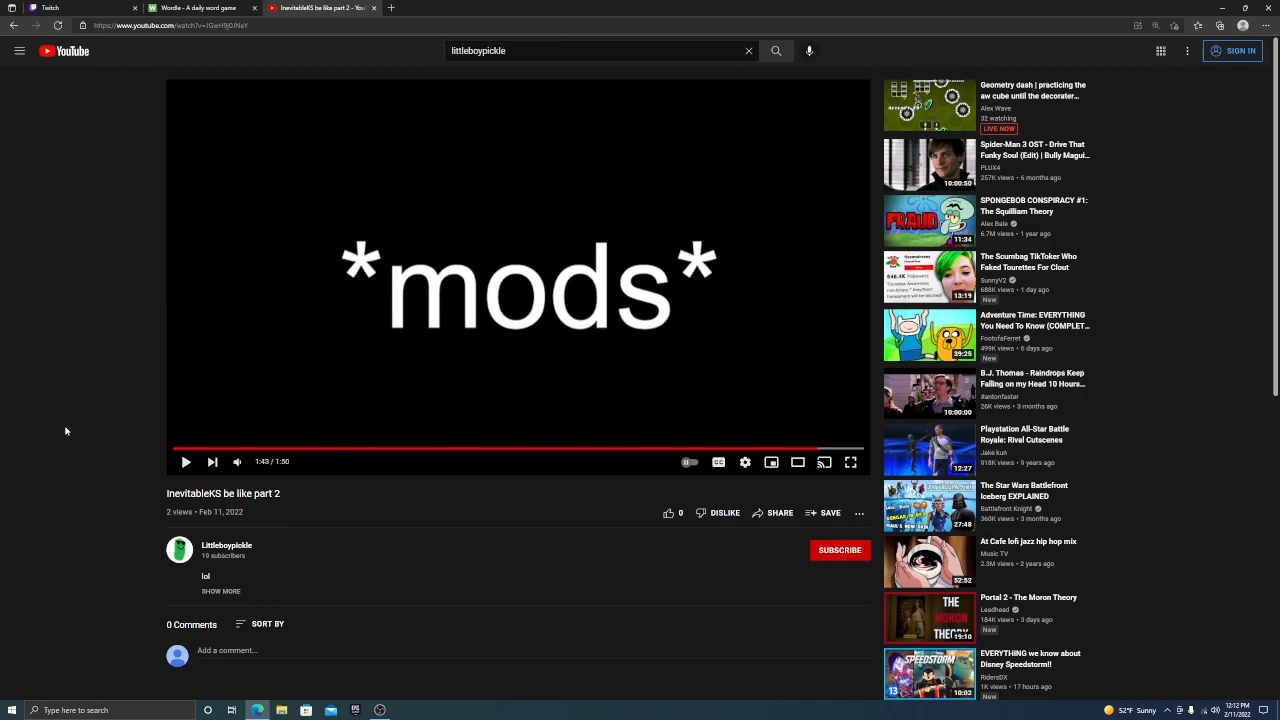 Twitch
Wordle - A daily word game
InevitableKS be like part 2 - YouT
https://www.youtube.com/watch?v=
YouTube
littleboypickle
SIGN IN
*mods*
1:43 / 1:50
CC
InevitableKS be like part 2
2 views • Feb 11, 2022
0
DISLIKE
SHARE
SAVE
Littleboypickle
19 subscribers
SUBSCRIBE
lol
SHOW MORE
0 Comments
SORT BY
Add a comment...
Geometry dash | practicing the
aw cube until the decorater...
Alex Wave
32 watching
LIVE NOW
10:00:50
Spider-Man 3 OST - Drive That
Funky Soul (Edit) | Bully Magui...
PLUX4
257K views • 6 months ago
FRAUD
11:34
SPONGEBOB CONSPIRACY #1:
The Squilliam Theory
Alex Bale
6.7M views • 1 year ago
546.4K Followers
13:19
The Scumbag TikToker Who
Faked Tourettes For Clout
SunnyV2
688K views • 1 day ago
New
39:25
Adventure Time: EVERYTHING
You Need To Know (COMPLET...
FootofaFerret
499K views • 6 days ago
New
10:00:00
B.J. Thomas - Raindrops Keep
Falling on my Head 10 Hours...
#antonfaster
26K views • 3 months ago
12:27
Playstation All-Star Battle
Royale: Rival Cutscenes
Jake kun
918K views • 9 years ago
27:48
The Star Wars Battlefront
Iceberg EXPLAINED
Battlefront Knight
360K views • 3 months ago
52:52
At Cafe lofi jazz hip hop mix
Music TV
2.3M views • 2 years ago
THE
MORON
THEORY
19:10
Portal 2 - The Moron Theory
Leadhead
184K views • 3 days ago
New
SPEEDSTORM
13
10:02
EVERYTHING we know about
Disney Speedstorm!!
RidersDX
1K views • 17 hours ago
New
Type here to search
52°F Sunny
12:12 PM
2/11/2022